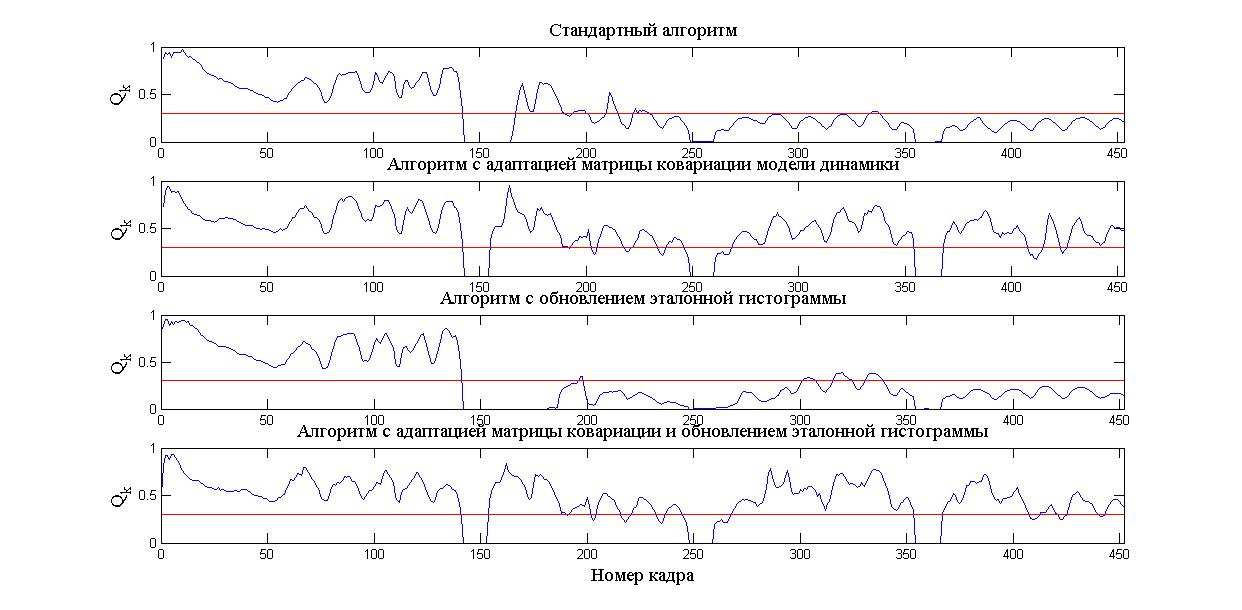 Стандартный алгоритм
1
0.5
0
Q_k
0 50 100 150 200 250 300 350 400 450
Алгоритм с адаптацией матрицы ковариации модели динамики
1
0.5
0
Q_k
0 50 100 150 200 250 300 350 400 450
Алгоритм с обновлением эталонной гистограммы
1
0.5
0
Q_k
0 50 100 150 200 250 300 350 400 450
Алгоритм с адаптацией матрицы ковариации и обновлением эталонной гистограммы
1
0.5
0
Q_k
0 50 100 150 200 250 300 350 400 450
Номер кадра